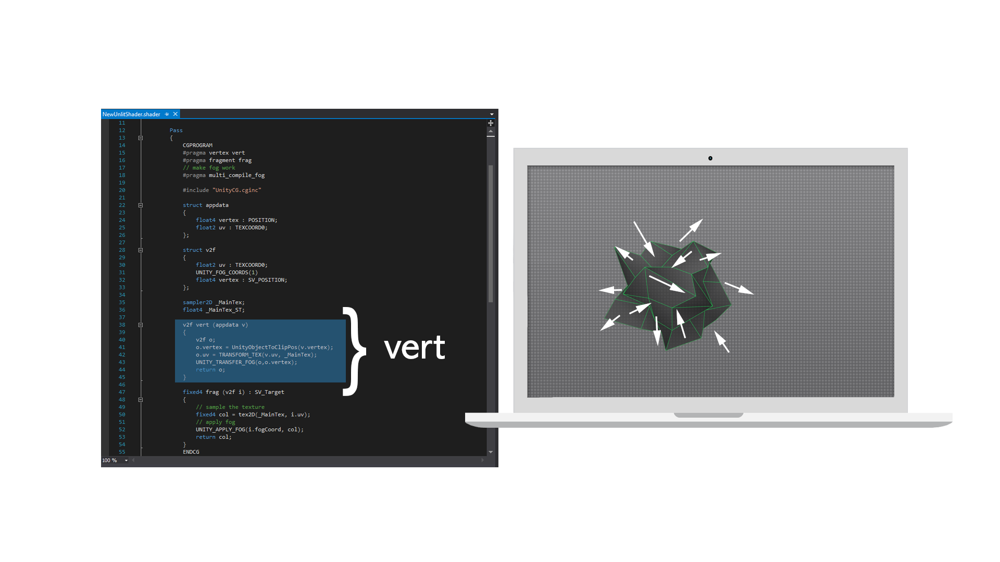 NewUnlitShader.shader
11
12 Pass
13 {
14 CGPROGRAM
15 #pragma vertex vert
16 #pragma fragment frag
17 // make fog work
18 #pragma multi_compile_fog
19
20 #include "UnityCG.cginc"
21
22 struct appdata
23 {
24 float4 vertex : POSITION;
25 float2 uv : TEXCOORD0;
26 };
27
28 struct v2f
29 {
30 float2 uv : TEXCOORD0;
31 UNITY_FOG_COORDS(1)
32 float4 vertex : SV_POSITION;
33 };
34
35 sampler2D _MainTex;
36 float4 _MainTex_ST;
37
38 v2f vert (appdata v)
39 {
40 v2f o;
41 o.vertex = UnityObjectToClipPos(v.vertex);
42 o.uv = TRANSFORM_TEX(v.uv, _MainTex);
43 UNITY_TRANSFER_FOG(o,o.vertex);
44 return o;
45 }
46
47 fixed4 frag (v2f i) : SV_Target
48 {
49 // sample the texture
50 fixed4 col = tex2D(_MainTex, i.uv);
51 // apply fog
52 UNITY_APPLY_FOG(i.fogCoord, col);
53 return col;
54 }
55 ENDCG
100 %
} vert